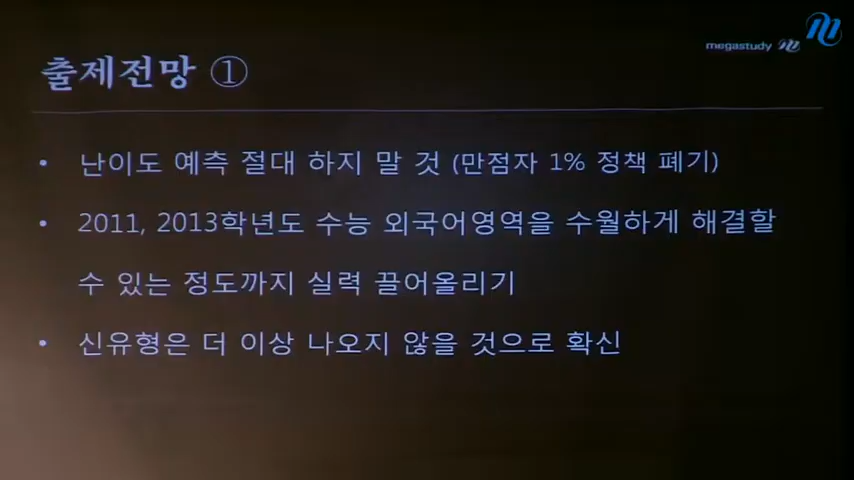 megastudy
출제전망 ①
• 난이도 예측 절대 하지 말 것 (만점자 1% 정책 폐기)
• 2011, 2013학년도 수능 외국어영역을 수월하게 해결할
수 있는 정도까지 실력 끌어올리기
• 신유형은 더 이상 나오지 않을 것으로 확신